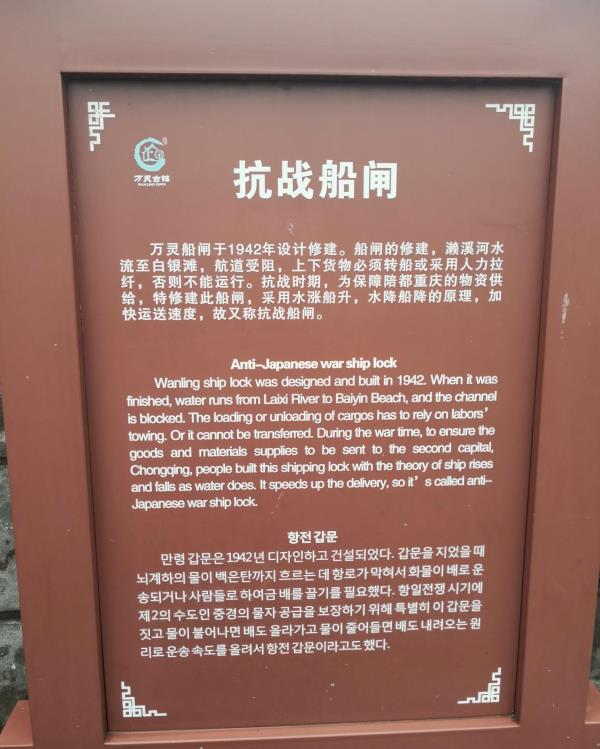 万灵古镇
WANLING TOWN
抗战船闸
万灵船闸于1942年设计修建。船闸的修建，濑溪河水
流至白银滩，航道受阻，上下货物必须转船或采用人力拉
纤，否则不能运行。抗战时期，为保障陪都重庆的物资供
给，特修建此船闸，采用水涨船升，水降船降的原理，加
快运送速度，故又称抗战船闸。
Anti-Japanese war ship lock
Wanling ship lock was designed and built in 1942. When it was
finished, water runs from Laixi River to Baiyin Beach, and the channel
is blocked. The loading or unloading of cargos has to rely on labors'
towing. Or it cannot be transferred. During the war time, to ensure the
goods and materials supplies to be sent to the second capital,
Chongqing, people built this shipping lock with the theory of ship rises
and falls as water does. It speeds up the delivery, so it's called anti-
Japanese war ship lock.
항전 갑문
만령 갑문은 1942년 디자인하고 건설되었다. 갑문을 지었을 때
뇌계하의 물이 백은탄까지 흐르는 데 항로가 막혀서 화물이 배로 운
송되거나 사람들로 하여금 배를 끌기를 필요했다. 항일전쟁 시기에
제2의 수도인 중경의 물자 공급을 보장하기 위해 특별히 이 갑문을
짓고 물이 불어나면 배도 올라가고 물이 줄어들면 배도 내려오는 원
리로 운송 속도를 올려서 항전 갑문이라고도 했다.